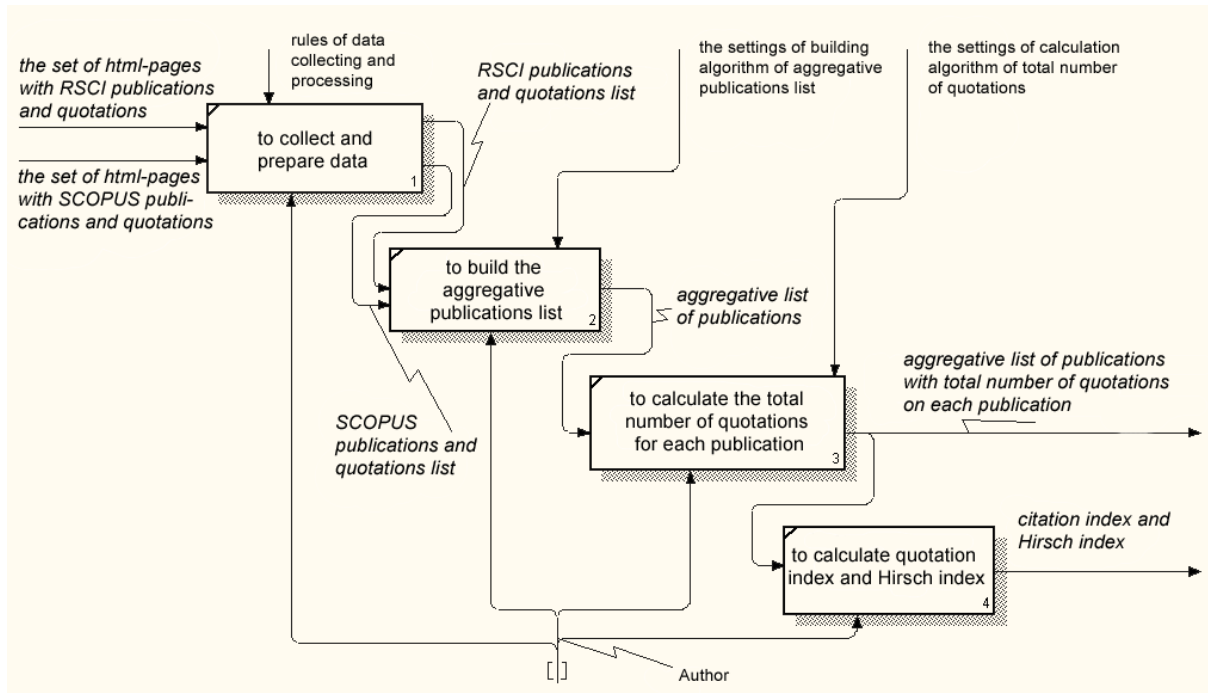 the set of html-pages
with RSCI publications
and quotations
rules of data
collecting and
processing
RSCI publications
and quotations list
the settings of building
algorithm of aggregative
publications list
the settings of calculation
algorithm of total number
of quotations
to collect and
prepare data
1
the set of html-pages
with SCOPUS publi-
cations and quotations
to build the
aggregative
publications list
2
aggregative list
of publications
SCOPUS
publications and
quotations list
to calculate the total
number of quotations
for each publication
3
aggregative list of publications
with total number of quotations
on each publication
to calculate quotation
index and Hirsch index
4
citation index and
Hirsch index
[ ]
Author